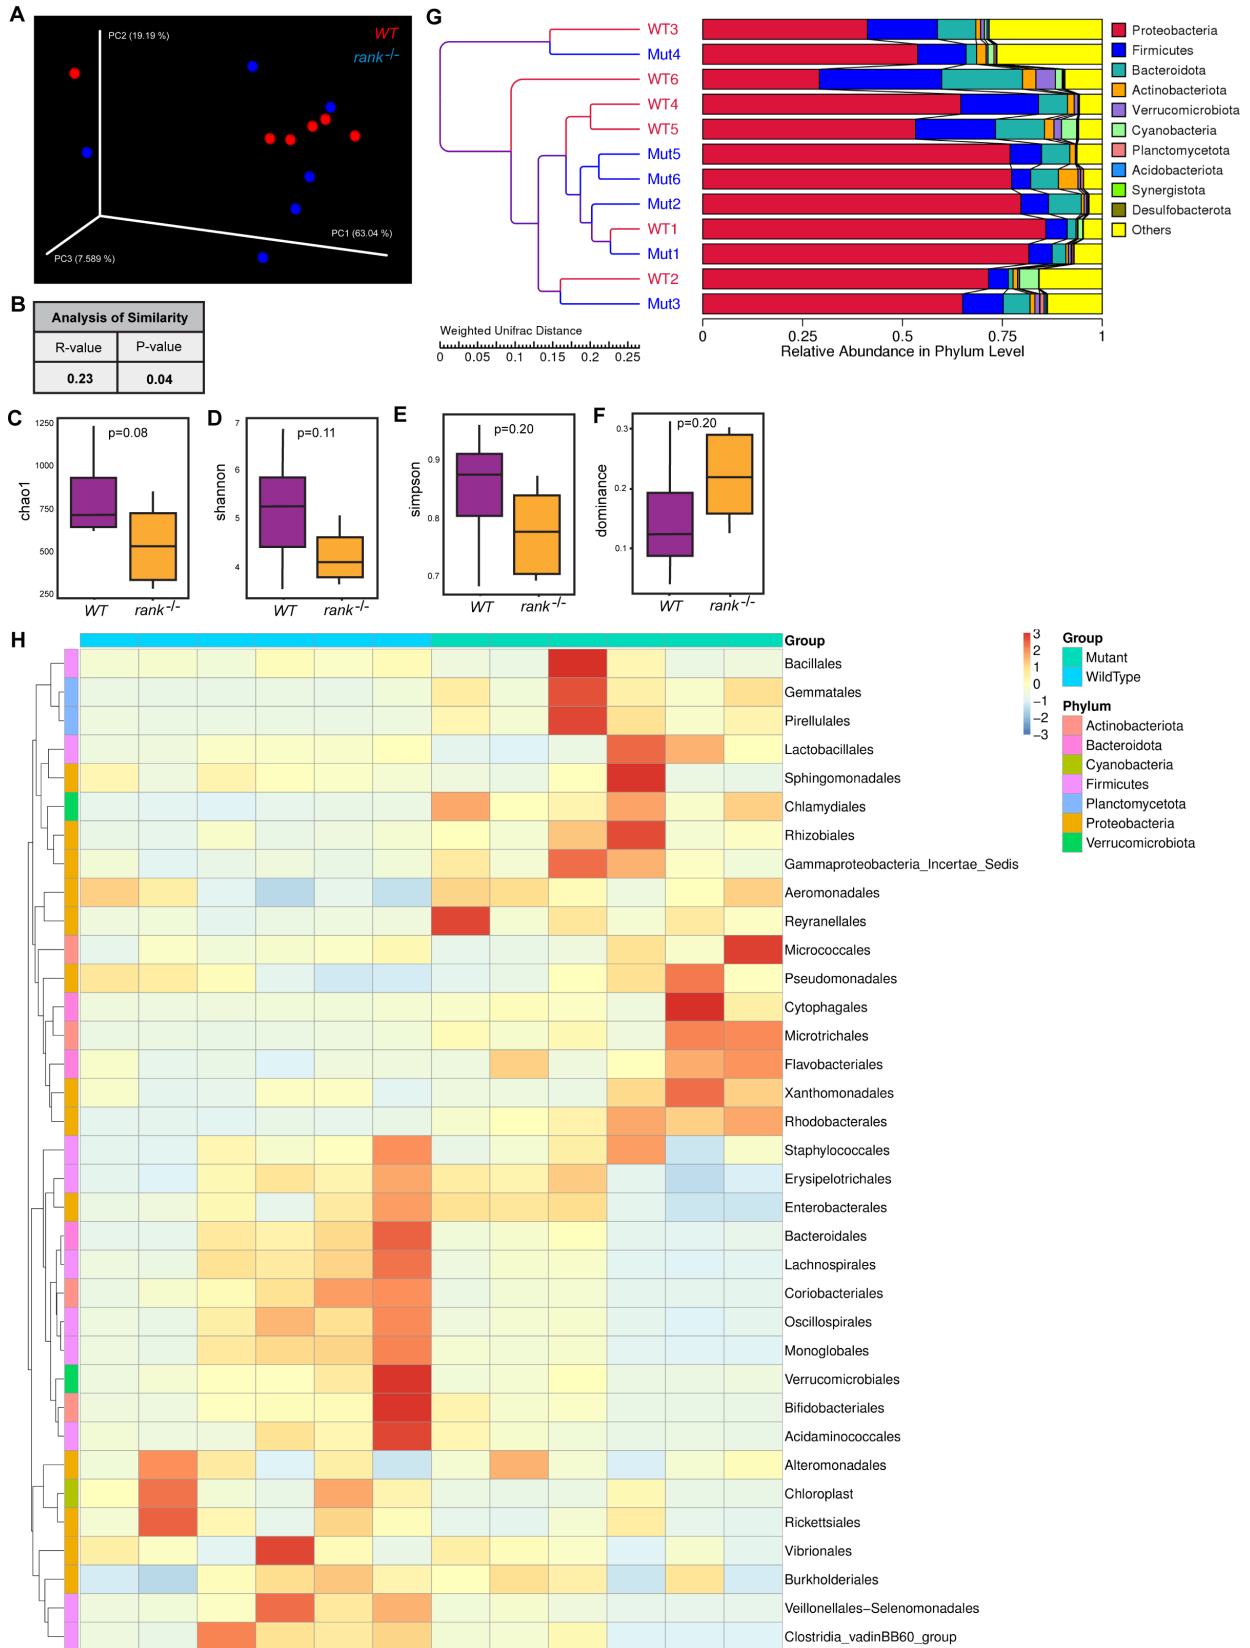 A
PC2 (19.19 %)
WT
rank-/-
PC1 (63.04 %)
PC3 (7.589 %)
B
Analysis of Similarity
R-value P-value
0.23 0.04
C
chao1
1250
1000
750
500
250
p=0.08
WT rank-/-
D
shannon
7
6
5
4
p=0.11
WT rank-/-
E
simpson
0.9
0.8
0.7
p=0.20
WT rank-/-
F
dominance
0.3
0.2
0.1
p=0.20
WT rank-/-
G
WT3
Mut4
WT6
WT4
WT5
Mut5
Mut6
Mut2
WT1
Mut1
WT2
Mut3
Weighted Unifrac Distance
0 0.05 0.1 0.15 0.2 0.25
0 0.25 0.5 0.75 1
Relative Abundance in Phylum Level
Proteobacteria
Firmicutes
Bacteroidota
Actinobacteriota
Verrucomicrobiota
Cyanobacteria
Planctomycetota
Acidobacteriota
Synergistota
Desulfobacterota
Others
H
Group
Bacillales
Gemmatales
Pirellulales
Lactobacillales
Sphingomonadales
Chlamydiales
Rhizobiales
Gammaproteobacteria_Incertae_Sedis
Aeromonadales
Reyranellales
Micrococcales
Pseudomonadales
Cytophagales
Microtrichales
Flavobacteriales
Xanthomonadales
Rhodobacterales
Staphylococcales
Erysipelotrichales
Enterobacterales
Bacteroidales
Lachnospirales
Coriobacteriales
Oscillospirales
Monoglobales
Verrucomicrobiales
Bifidobacteriales
Acidaminococcales
Alteromonadales
Chloroplast
Rickettsiales
Vibrionales
Burkholderiales
Veillonellales−Selenomonadales
Clostridia_vadinBB60_group
3
2
1
0
−1
−2
−3
Group
Mutant
WildType
Phylum
Actinobacteriota
Bacteroidota
Cyanobacteria
Firmicutes
Planctomycetota
Proteobacteria
Verrucomicrobiota